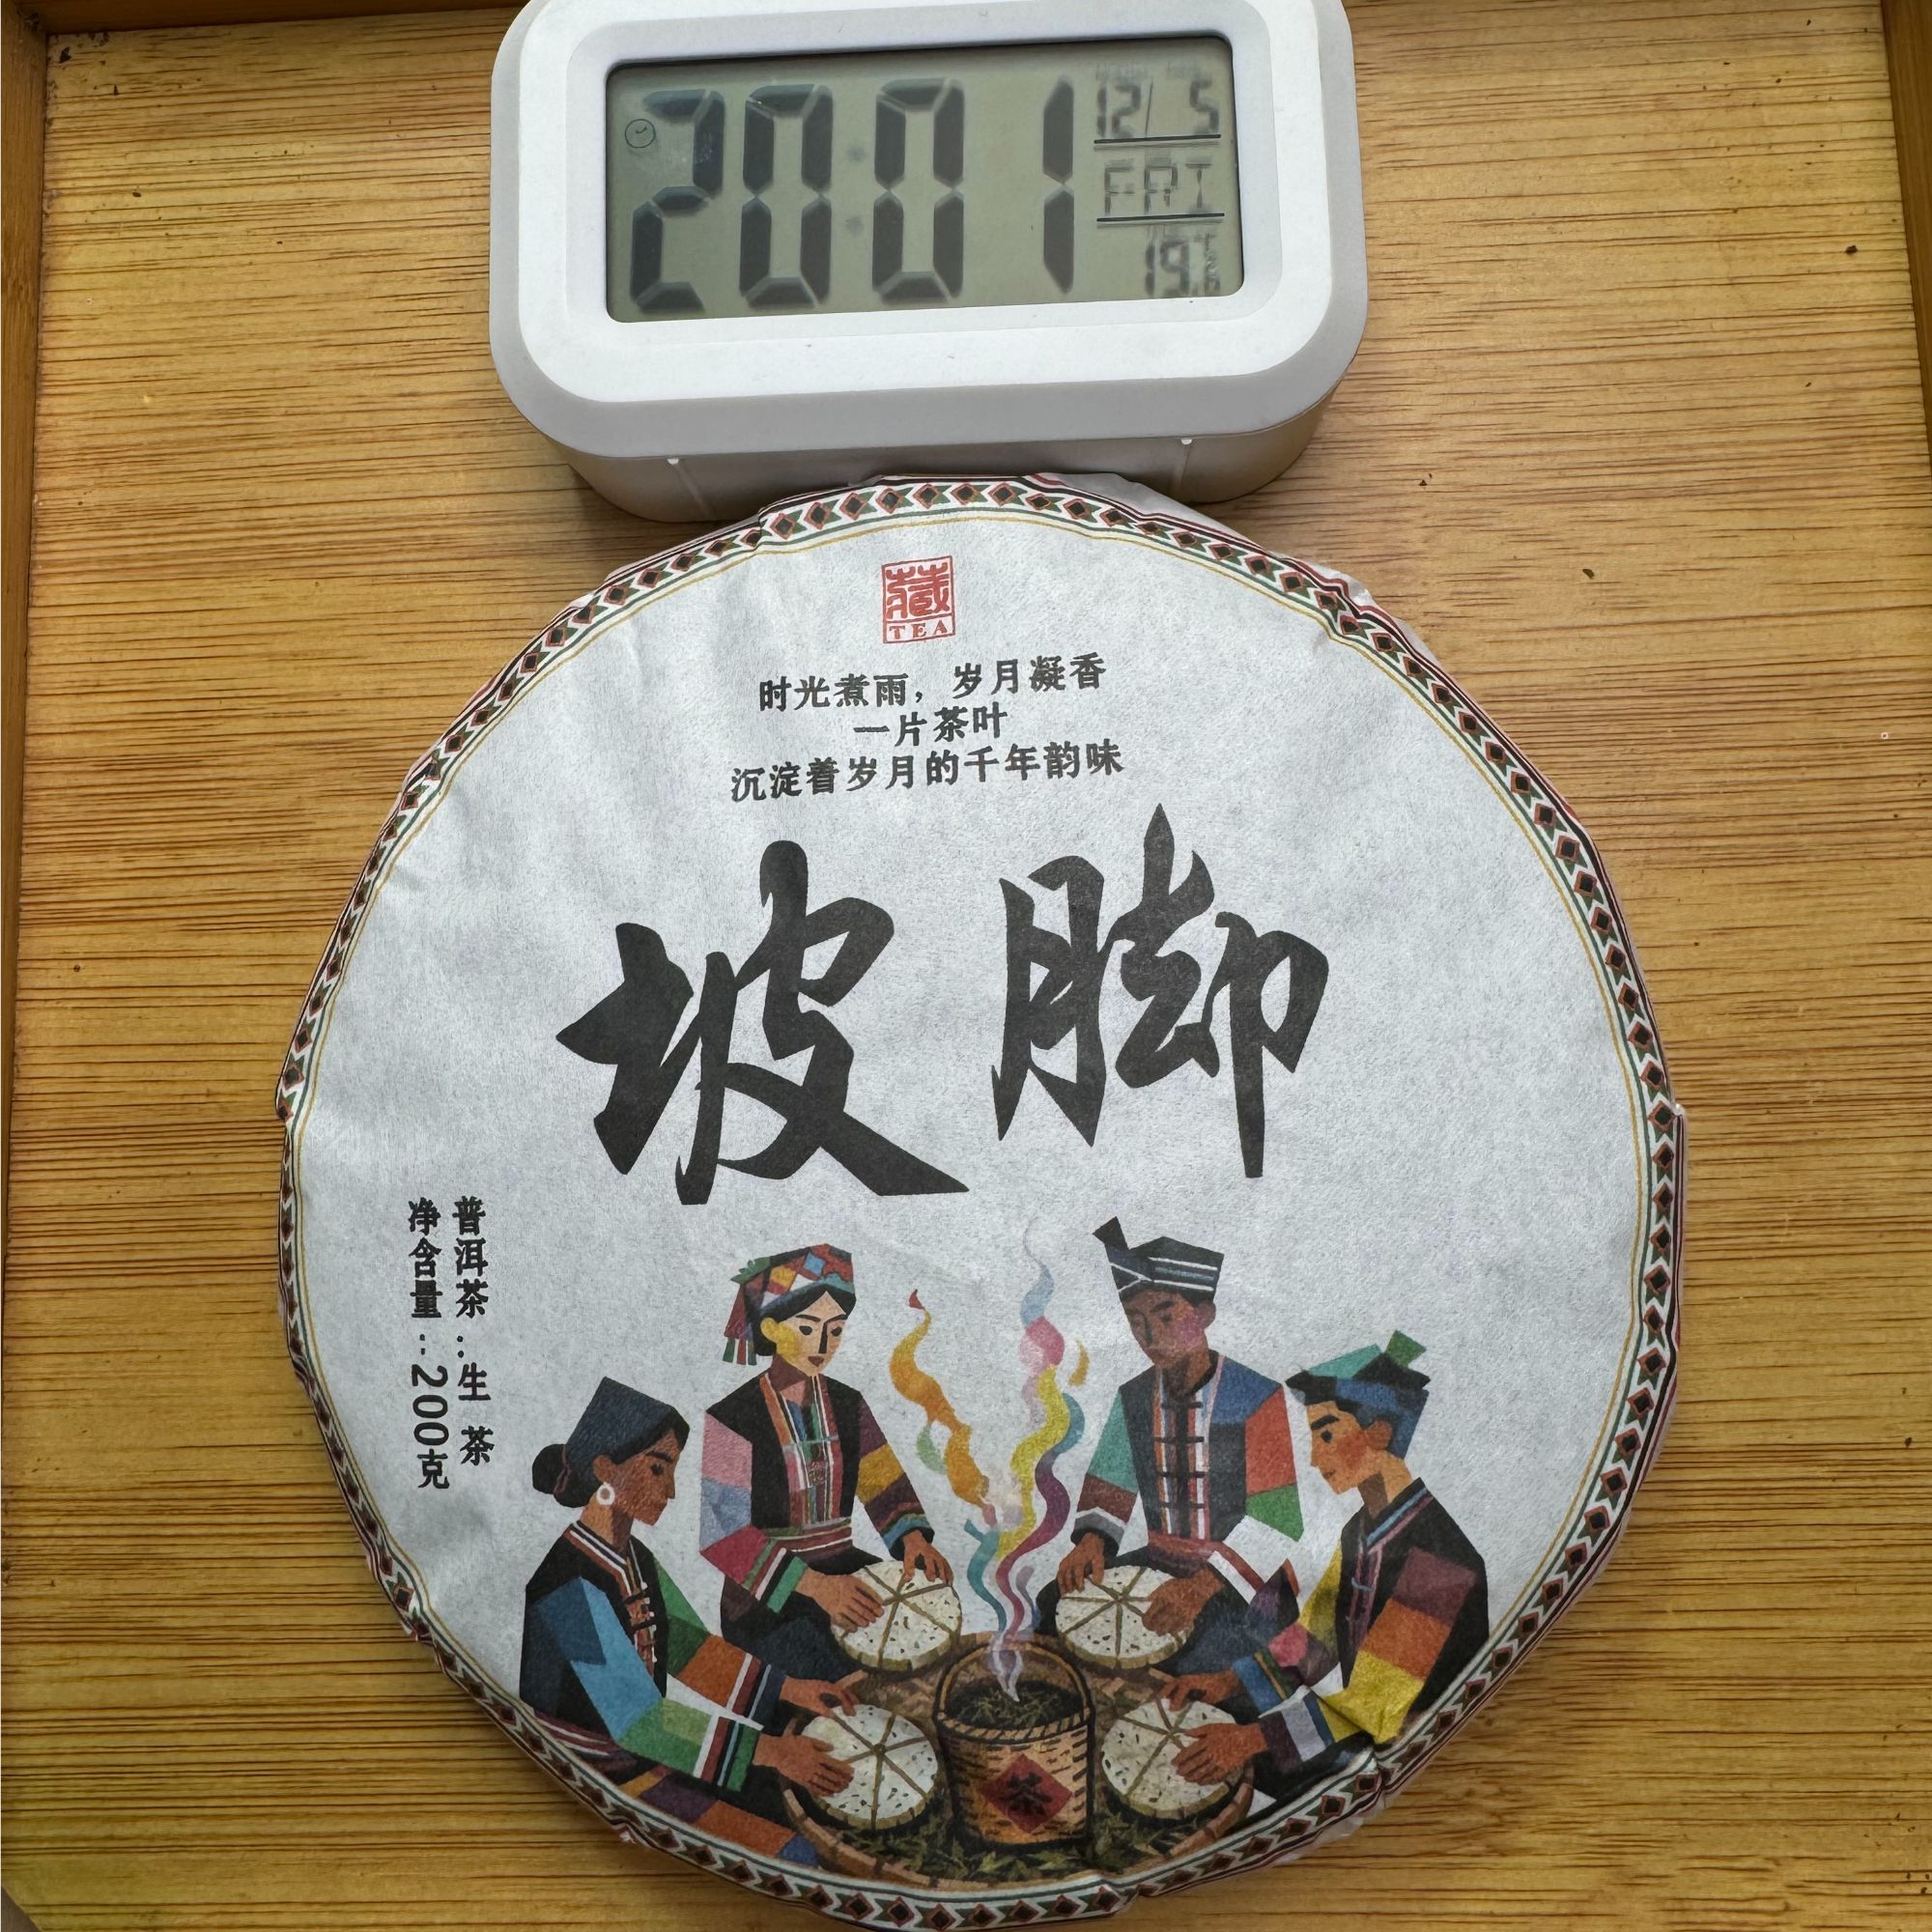 20:01
12/ 5
FRI
19.
藏
TEA
时光煮雨，岁月凝香
一片茶叶
沉淀着岁月的千年韵味
坡脚
普洱茶：生 茶
净含量：200克
茶